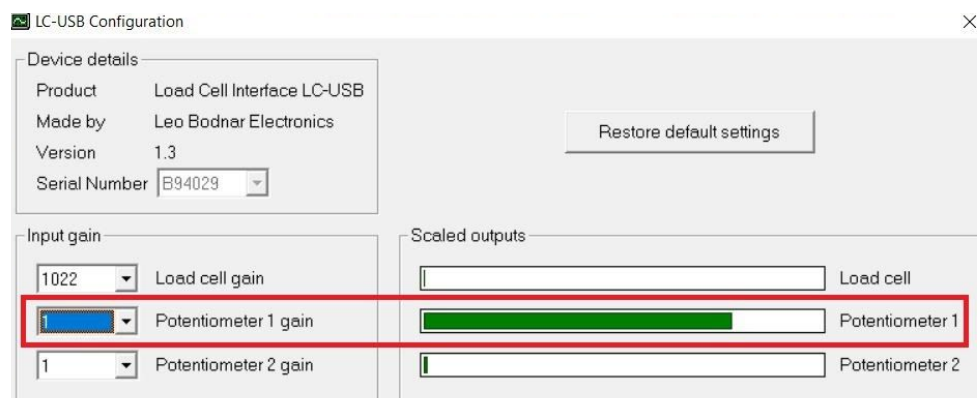 LC-USB Configuration
Device details
Product Load Cell Interface LC-USB
Made by Leo Bodnar Electronics
Version 1.3
Serial Number B94029
Restore default settings
Input gain
1022 Load cell gain
1 Potentiometer 1 gain
1 Potentiometer 2 gain
Scaled outputs
Load cell
Potentiometer 1
Potentiometer 2